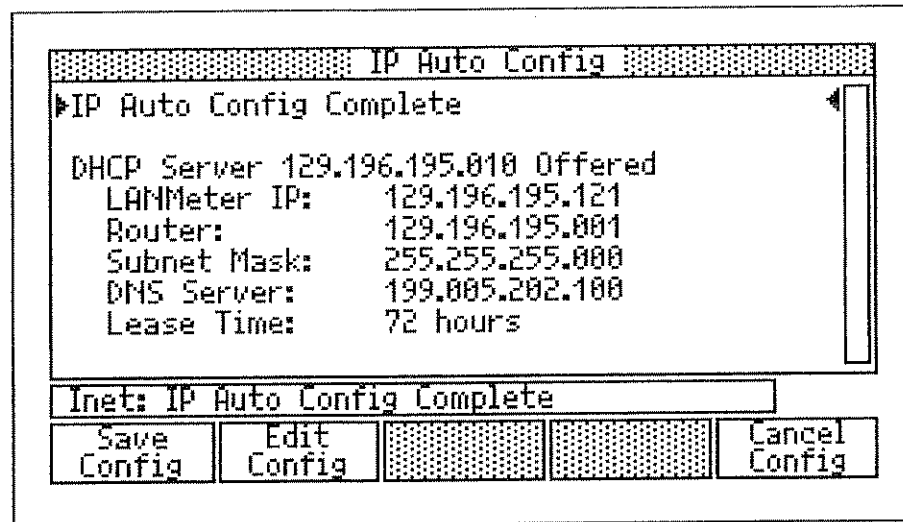 IP Auto Config
IP Auto Config Complete
DHCP Server 129.196.195.010 Offered
LANMeter IP: 129.196.195.121
Router: 129.196.195.001
Subnet Mask: 255.255.255.000
DNS Server: 199.005.202.100
Lease Time: 72 hours
Inet: IP Auto Config Complete
Save Config
Edit Config
Cancel Config